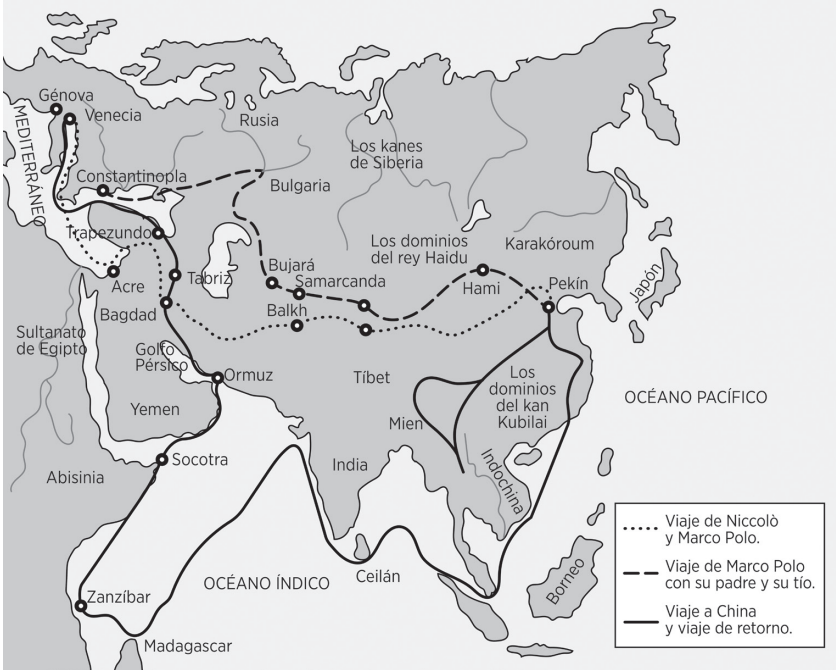 Génova
Venecia
MEDITERRÁNEO
Rusia
Los kanes
de Siberia
Constantinopla
Bulgaria
Trapezundo
Los dominios
del rey Haidu
Karakóroum
Bujará
Samarcanda
Tabriz
Acre
Hami
Pekín
Japón
Bagdad
Balkh
Sultanato
de Egipto
Golfo
Pérsico
Ormuz
Tíbet
Los
dominios
del kan
Kubilai
OCÉANO PACÍFICO
Yemen
Mien
Socotra
India
Indochina
Abisinia
Ceilán
OCÉANO ÍNDICO
Borneo
Zanzíbar
Madagascar
Viaje de Niccolò
y Marco Polo.
Viaje de Marco Polo
con su padre y su tío.
Viaje a China
y viaje de retorno.